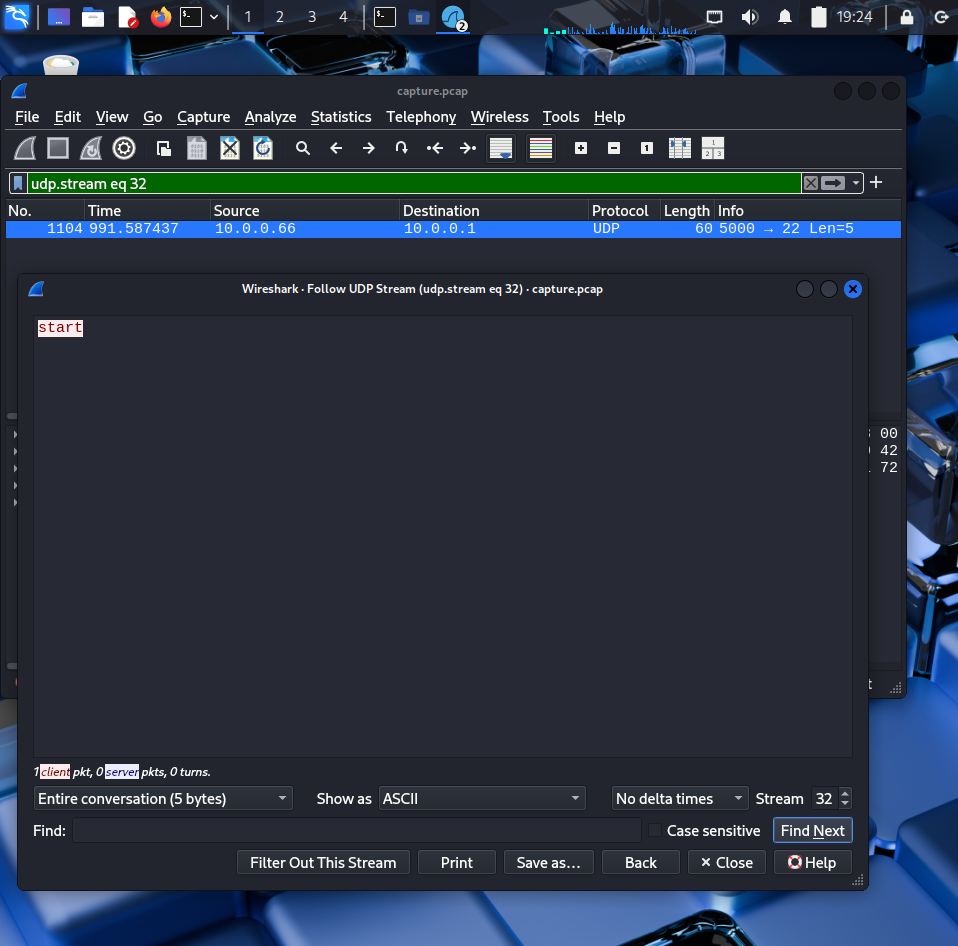 1 2 3 4 2 19:24
capture.pcap
File Edit View Go Capture Analyze Statistics Telephony Wireless Tools Help
udp.stream eq 32
No. Time Source Destination Protocol Length Info
1104 991.587437 10.0.0.66 10.0.0.1 UDP 60 5000 → 22 Len=5
Wireshark · Follow UDP Stream (udp.stream eq 32) · capture.pcap
start
00
42
72
1 client pkt, 0 server pkts, 0 turns.
Entire conversation (5 bytes) Show as ASCII No delta times Stream 32
Find: Case sensitive Find Next
Filter Out This Stream Print Save as… Back × Close Help